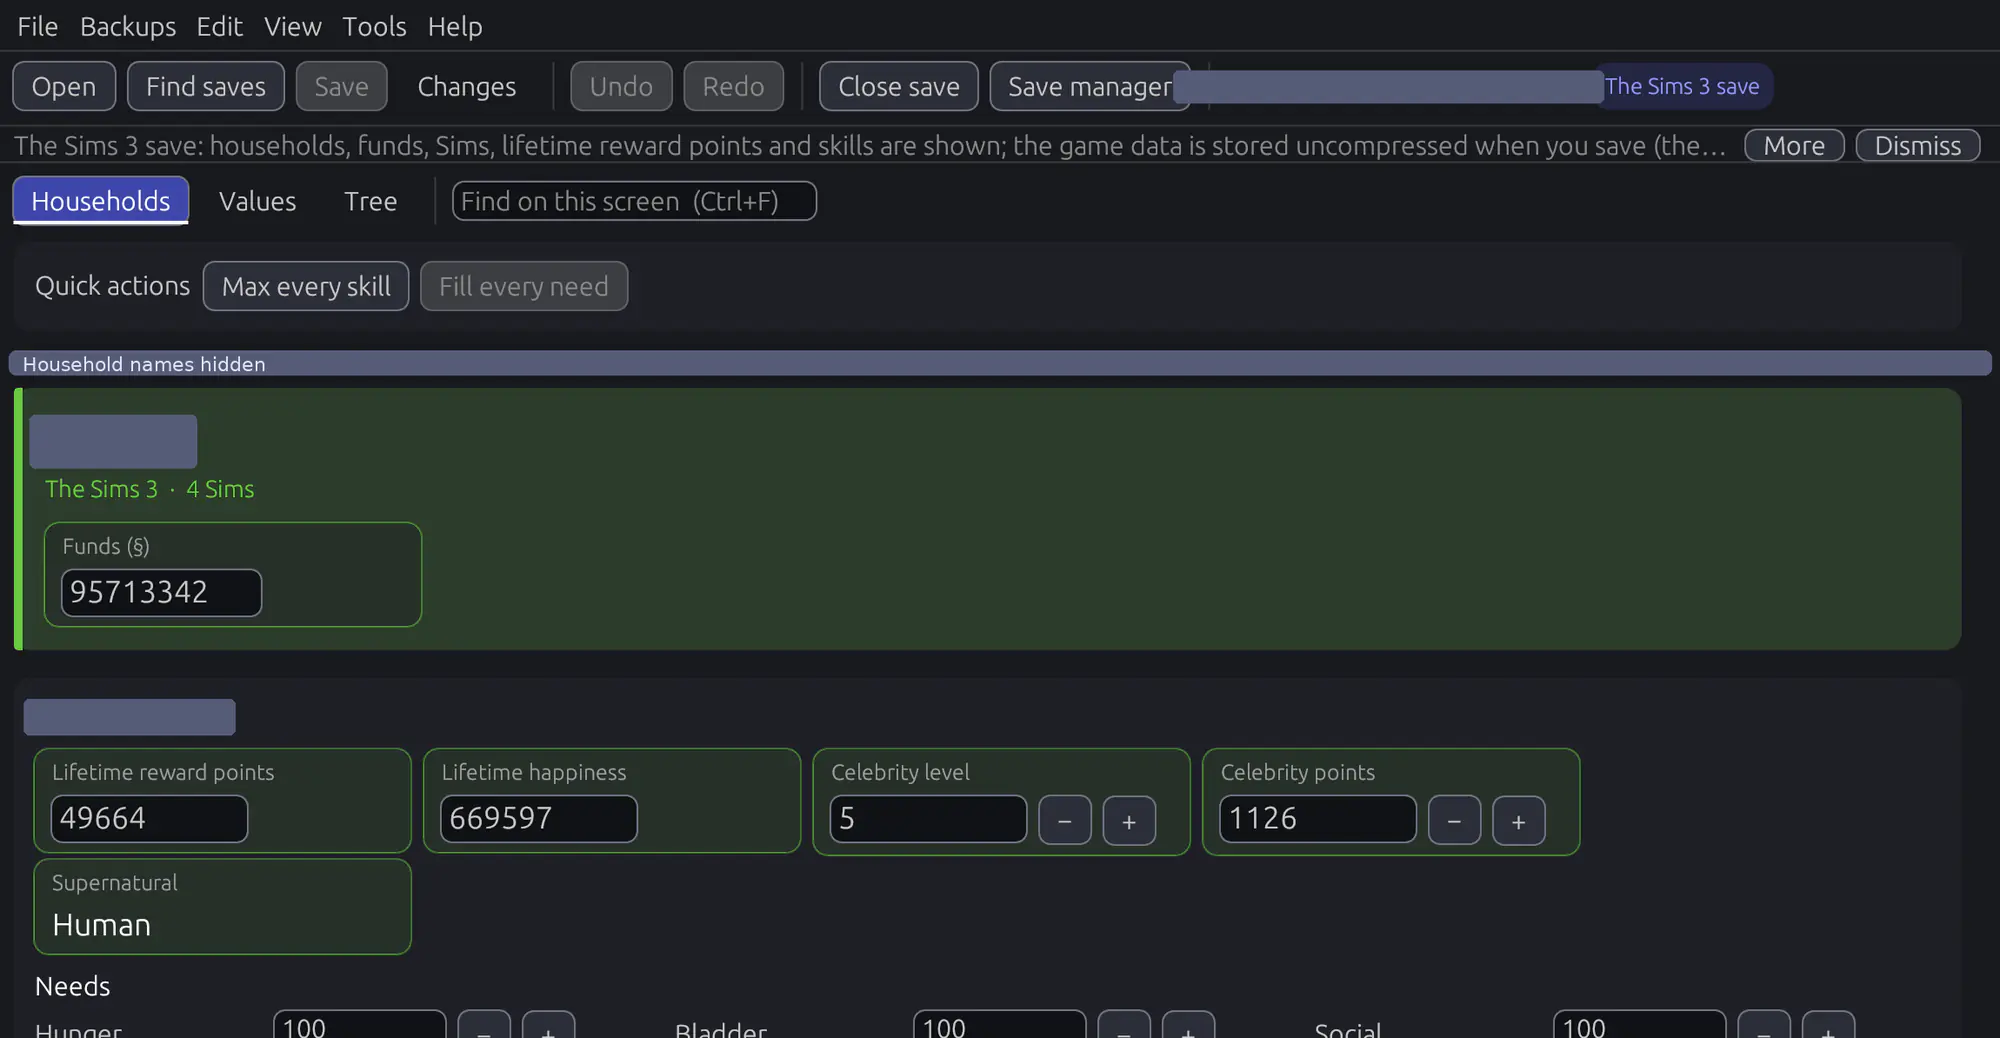 File Backups Edit View Tools Help
Open Find saves Save Changes Undo Redo Close save Save manager The Sims 3 save
The Sims 3 save: households, funds, Sims, lifetime reward points and skills are shown; the game data is stored uncompressed when you save (the... More Dismiss
Households Values Tree Find on this screen (Ctrl+F)
Quick actions Max every skill Fill every need
Household names hidden
The Sims 3 · 4 Sims
Funds (§)
95713342
Lifetime reward points Lifetime happiness Celebrity level Celebrity points
49664 669597 5 − + 1126 − +
Supernatural
Human
Needs
Hunger 100 − + Bladder 100 − + Social 100 − +